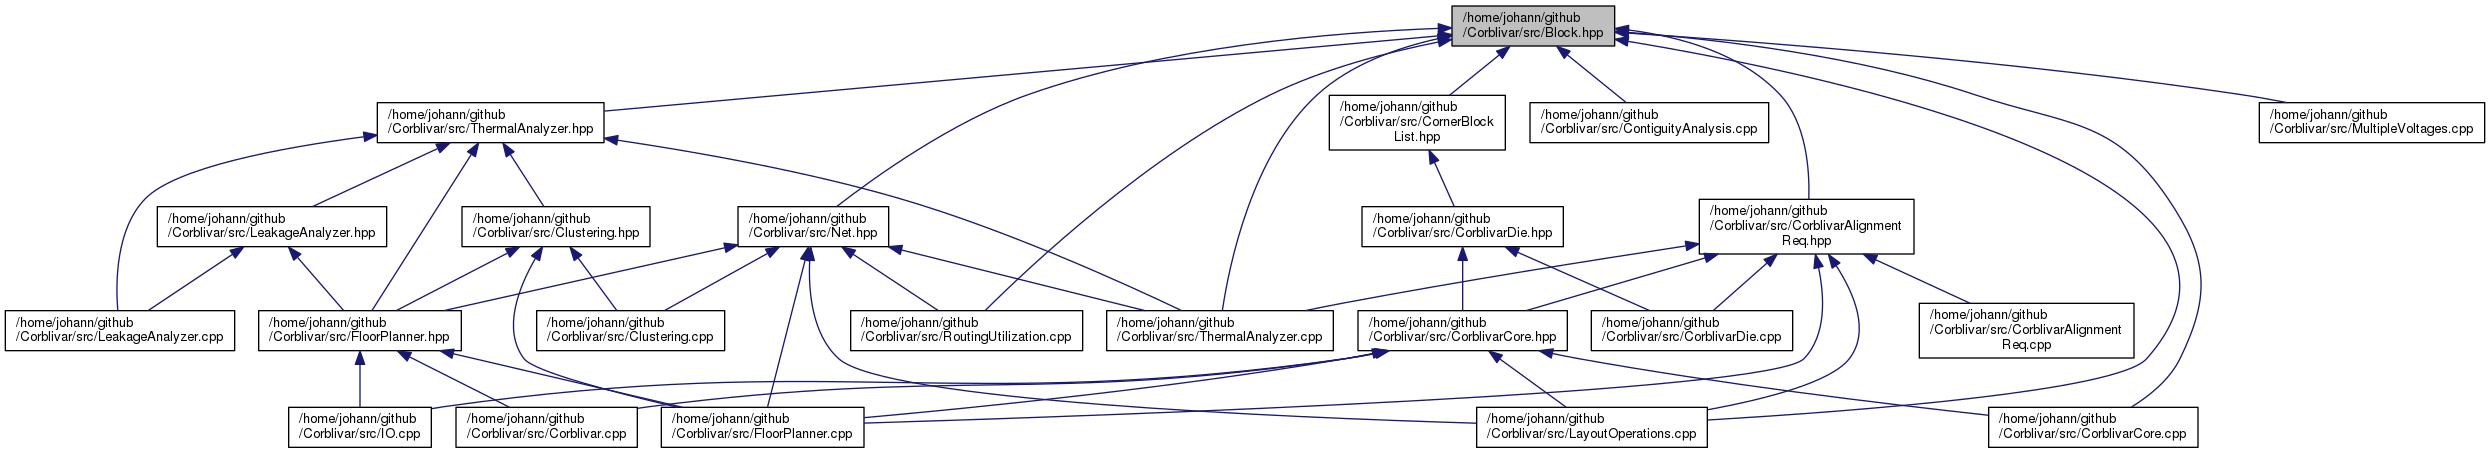 /home/johann/github
/Corblivar/src/Block.hpp
/home/johann/github
/Corblivar/src/ThermalAnalyzer.hpp
/home/johann/github
/Corblivar/src/CornerBlock
List.hpp
/home/johann/github
/Corblivar/src/ContiguityAnalysis.cpp
/home/johann/github
/Corblivar/src/MultipleVoltages.cpp
/home/johann/github
/Corblivar/src/LeakageAnalyzer.hpp
/home/johann/github
/Corblivar/src/Clustering.hpp
/home/johann/github
/Corblivar/src/Net.hpp
/home/johann/github
/Corblivar/src/CorblivarDie.hpp
/home/johann/github
/Corblivar/src/CorblivarAlignment
Req.hpp
/home/johann/github
/Corblivar/src/LeakageAnalyzer.cpp
/home/johann/github
/Corblivar/src/FloorPlanner.hpp
/home/johann/github
/Corblivar/src/Clustering.cpp
/home/johann/github
/Corblivar/src/RoutingUtilization.cpp
/home/johann/github
/Corblivar/src/ThermalAnalyzer.cpp
/home/johann/github
/Corblivar/src/CorblivarCore.hpp
/home/johann/github
/Corblivar/src/CorblivarDie.cpp
/home/johann/github
/Corblivar/src/CorblivarAlignment
Req.cpp
/home/johann/github
/Corblivar/src/IO.cpp
/home/johann/github
/Corblivar/src/Corblivar.cpp
/home/johann/github
/Corblivar/src/FloorPlanner.cpp
/home/johann/github
/Corblivar/src/LayoutOperations.cpp
/home/johann/github
/Corblivar/src/CorblivarCore.cpp